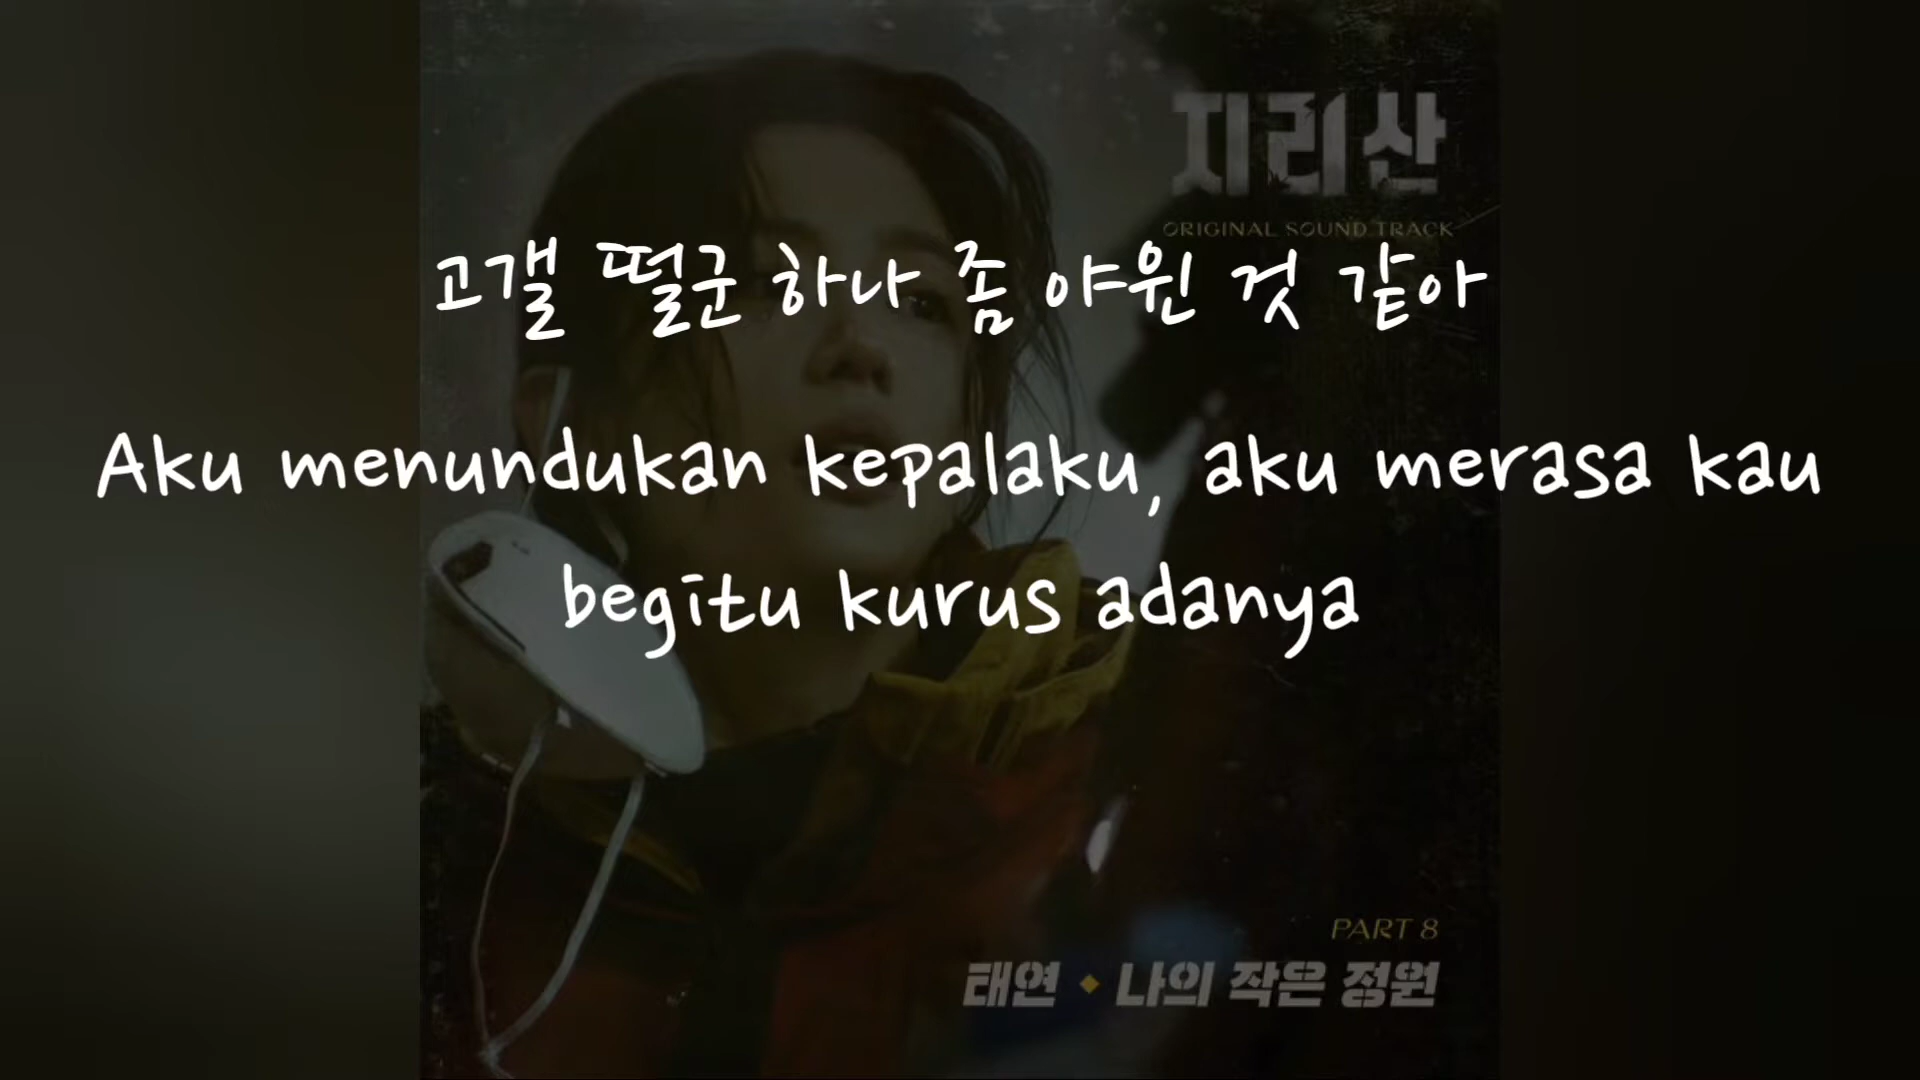 지리산
ORIGINAL SOUND TRACK
고갤 떨군 하나 좀 야윈 것 같아
Aku menundukan kepalaku, aku merasa kau
begitu kurus adanya
PART 8
태연 ◆ 나의 작은 정원